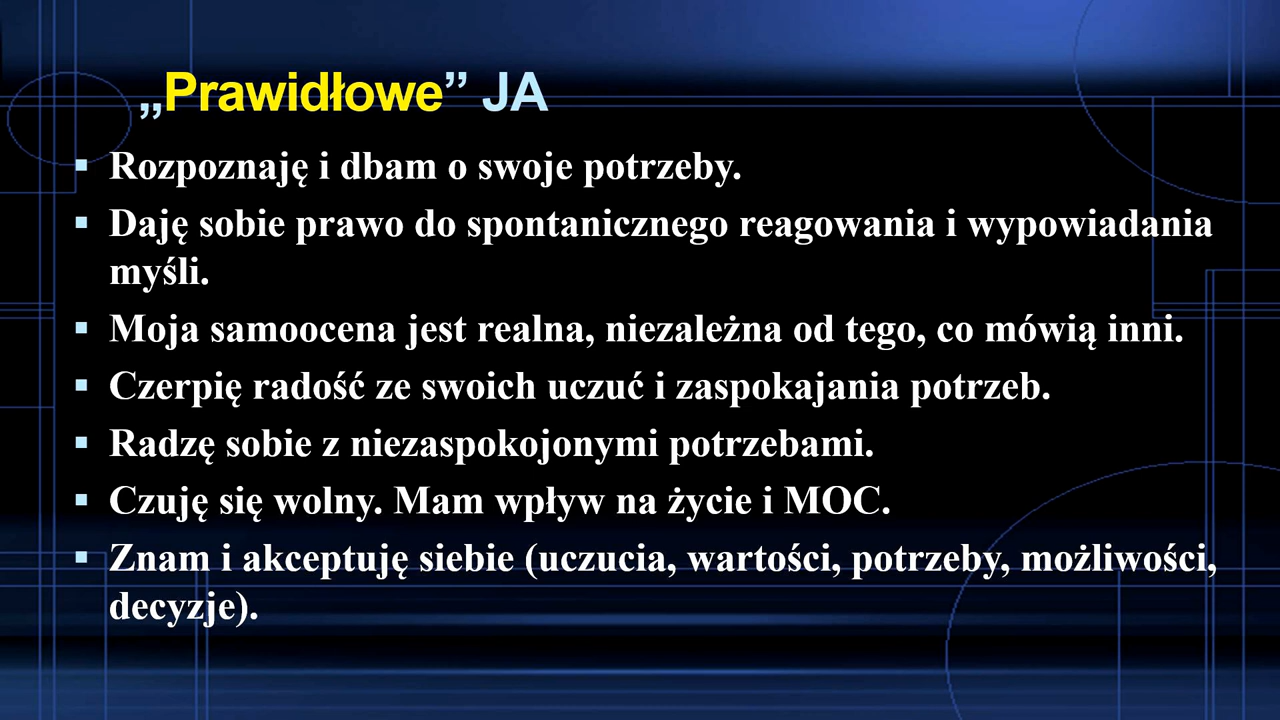 „Prawidłowe” JA
▪ Rozpoznaję i dbam o swoje potrzeby.
▪ Daję sobie prawo do spontanicznego reagowania i wypowiadania
myśli.
▪ Moja samoocena jest realna, niezależna od tego, co mówią inni.
▪ Czerpię radość ze swoich uczuć i zaspokajania potrzeb.
▪ Radzę sobie z niezaspokojonymi potrzebami.
▪ Czuję się wolny. Mam wpływ na życie i MOC.
▪ Znam i akceptuję siebie (uczucia, wartości, potrzeby, możliwości,
decyzje).